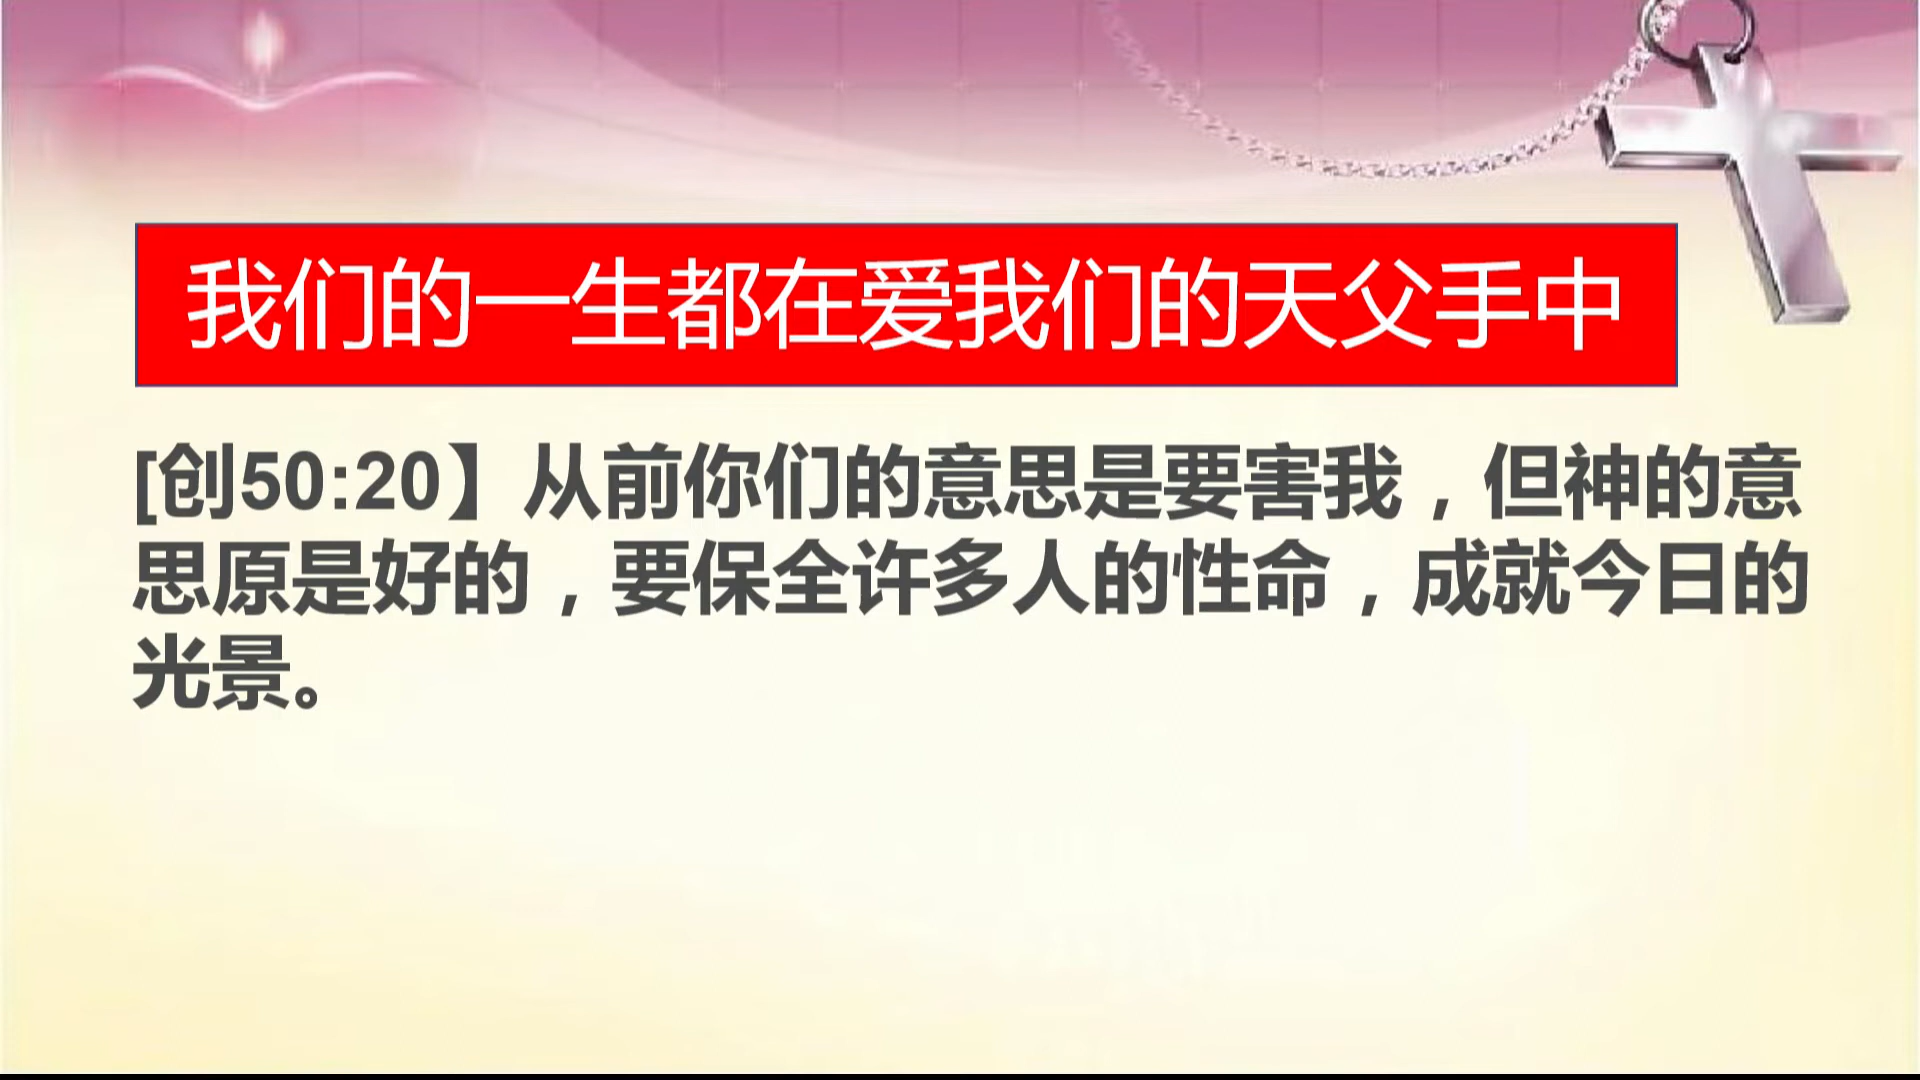 我们的一生都在爱我们的天父手中
[创50:20】从前你们的意思是要害我，但神的意
思原是好的，要保全许多人的性命，成就今日的
光景。